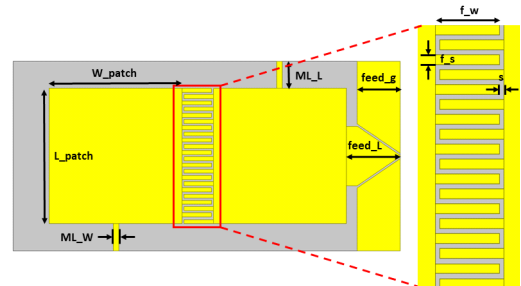 f_w
W_patch
ML_L
feed_g
f_s
s
L_patch
feed_L
ML_W